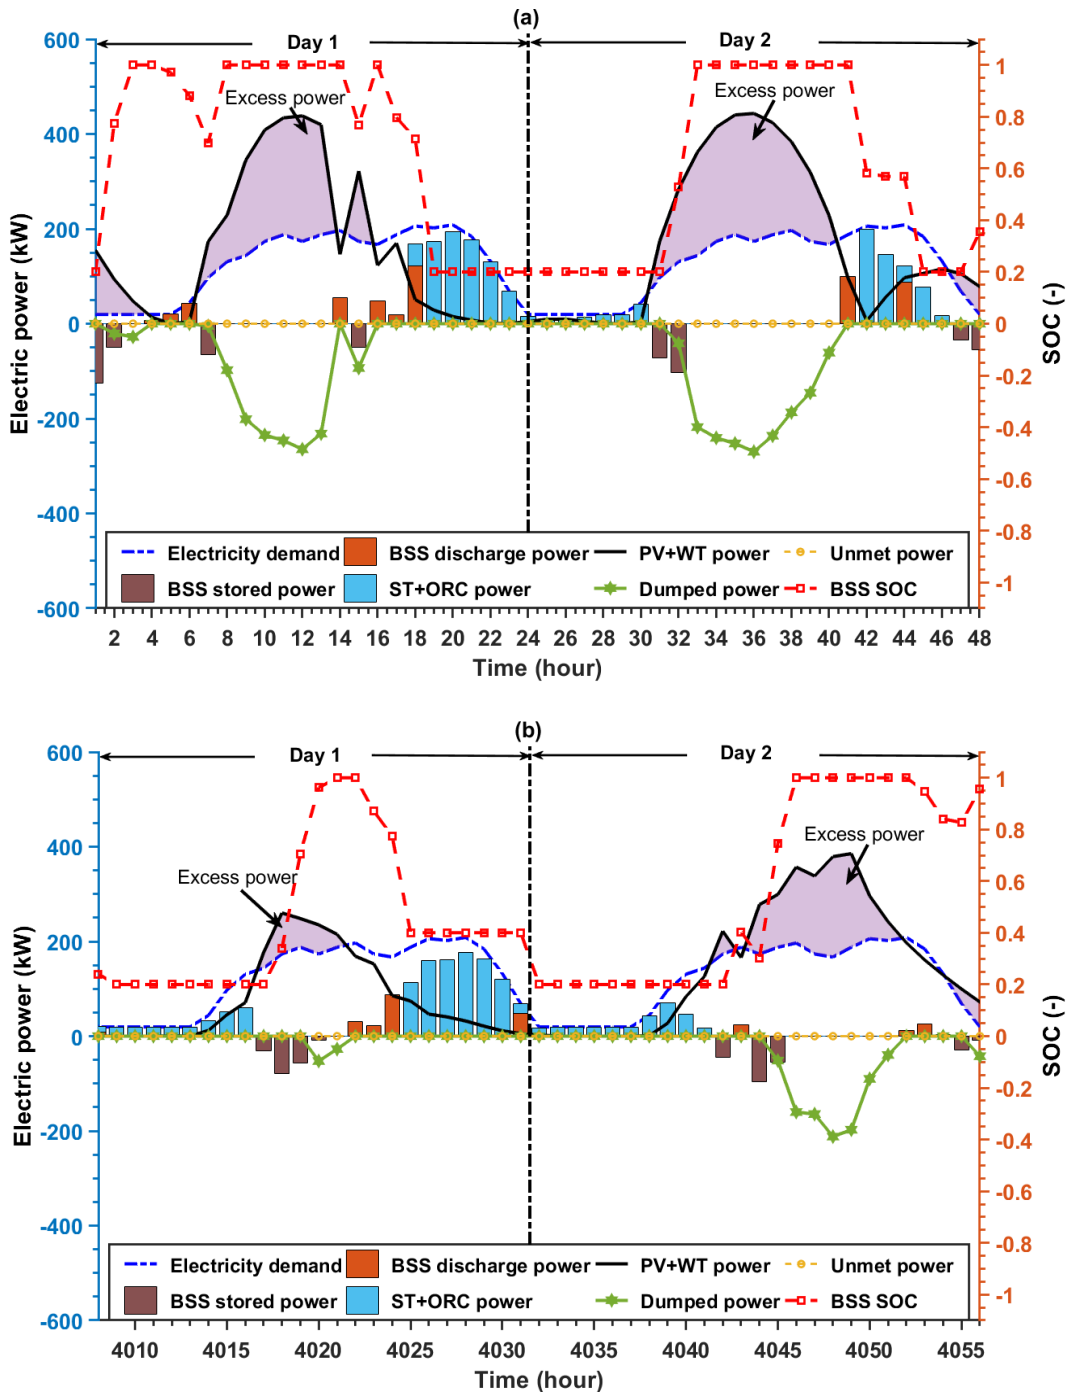 (a)
Day 1
Day 2
Excess power
Excess power
600
400
200
0
-200
-400
-600
Electric power (kW)
1
0.8
0.6
0.4
0.2
0
-0.2
-0.4
-0.6
-0.8
-1
SOC (-)
Electricity demand BSS discharge power PV+WT power Unmet power
BSS stored power ST+ORC power Dumped power BSS SOC
2 4 6 8 10 12 14 16 18 20 22 24 26 28 30 32 34 36 38 40 42 44 46 48
Time (hour)
(b)
Day 1
Day 2
Excess power
Excess power
600
400
200
0
-200
-400
-600
Electric power (kW)
1
0.8
0.6
0.4
0.2
0
-0.2
-0.4
-0.6
-0.8
-1
SOC (-)
Electricity demand BSS discharge power PV+WT power Unmet power
BSS stored power ST+ORC power Dumped power BSS SOC
4010 4015 4020 4025 4030 4035 4040 4045 4050 4055
Time (hour)